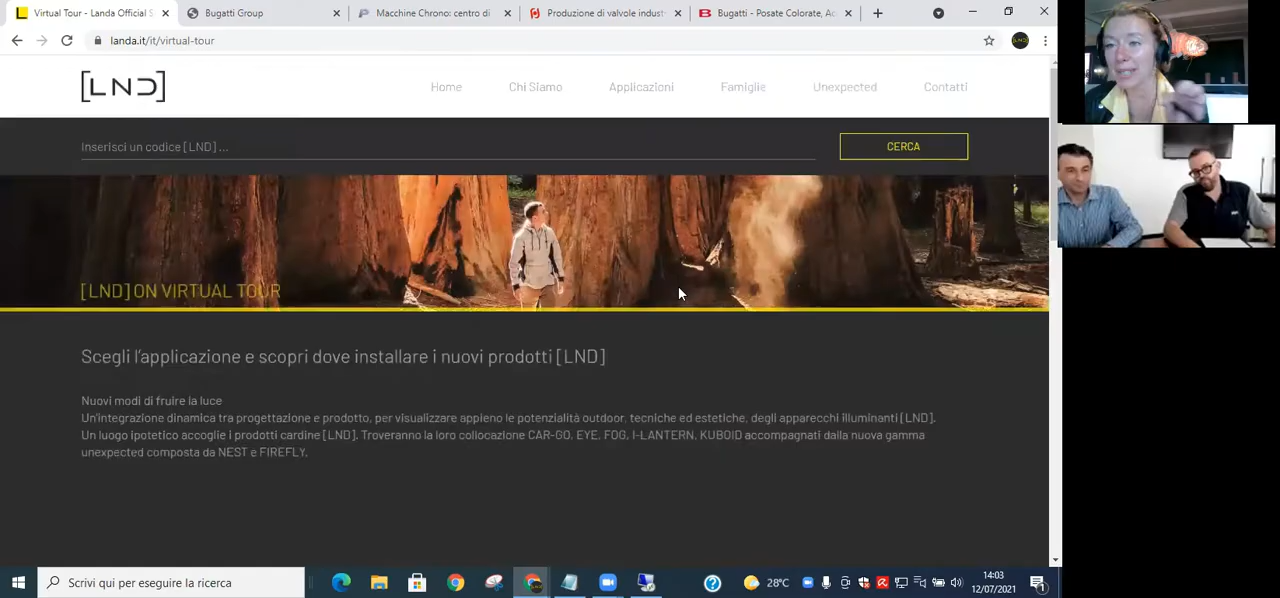 Virtual Tour - Landa Official S
Bugatti Group
Macchine Chrono: centro di
Produzione di valvole indust
Bugatti - Posate Colorate, Ac
landa.it/it/virtual-tour
[LND]
Home
Chi Siamo
Applicazioni
Famiglie
Unexpected
Contatti
Inserisci un codice [LND] ...
CERCA
[LND] ON VIRTUAL TOUR
Scegli l'applicazione e scopri dove installare i nuovi prodotti [LND]
Nuovi modi di fruire la luce
Un'integrazione dinamica tra progettazione e prodotto, per visualizzare appieno le potenzialità outdoor, tecniche ed estetiche, degli apparecchi illuminanti [LND].
Un luogo ipotetico accoglie i prodotti cardine [LND]. Troveranno la loro collocazione CAR-GO, EYE, FOG, I-LANTERN, KUBOID accompagnati dalla nuova gamma
unexpected composta da NEST e FIREFLY.
Scrivi qui per eseguire la ricerca
28°C
14:03
12/07/2021